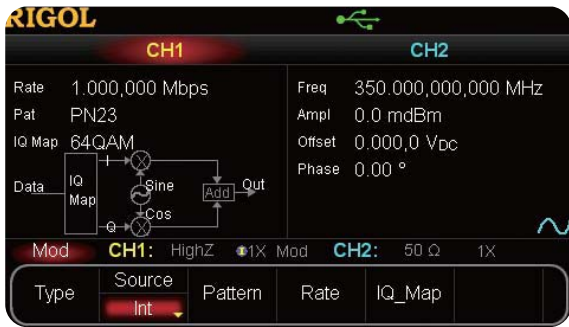 RIGOL
CH1 CH2
Rate 1.000,000 Mbps
Pat PN23
IQ Map 64QAM
Data IQ Map I Q Sine Cos Add Out
Freq 350.000,000,000 MHz
Ampl 0.0 mdBm
Offset 0.000,0 VDC
Phase 0.00 °
Mod CH1: HighZ 1X Mod CH2: 50 Ω 1X
Type Source Int Pattern Rate IQ_Map